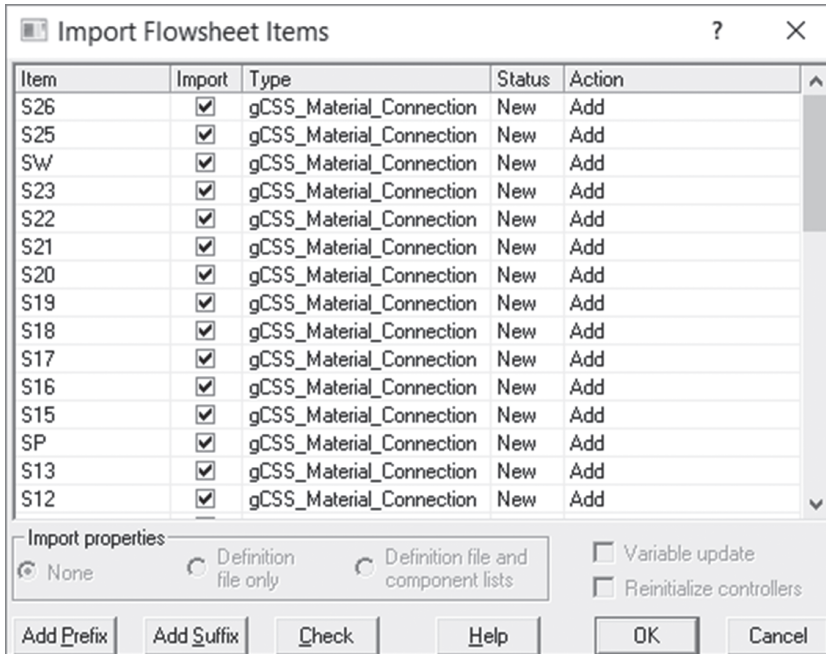 Import Flowsheet Items ?
Item Import Type Status Action
S26 gCSS_Material_Connection New Add
S25 gCSS_Material_Connection New Add
SW gCSS_Material_Connection New Add
S23 gCSS_Material_Connection New Add
S22 gCSS_Material_Connection New Add
S21 gCSS_Material_Connection New Add
S20 gCSS_Material_Connection New Add
S19 gCSS_Material_Connection New Add
S18 gCSS_Material_Connection New Add
S17 gCSS_Material_Connection New Add
S16 gCSS_Material_Connection New Add
S15 gCSS_Material_Connection New Add
SP gCSS_Material_Connection New Add
S13 gCSS_Material_Connection New Add
S12 gCSS_Material_Connection New Add
Import properties
None
Definition
file only
Definition file and
component lists
Variable update
Reinitialize controllers
Add Prefix Add Suffix Check Help OK Cancel